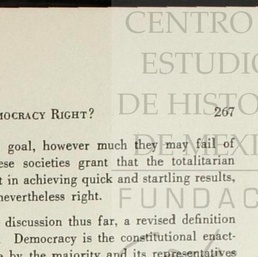 CENTRO
ESTUDIO
DE HISTO
MOCRACY RIGHT? 267
DE MEXI
goal, however much they may fail of
ese societies grant that the totalitarian
t in achieving quick and startling results,
nevertheless right.
FUNDAC
discussion thus far, a revised definition
Democracy is the constitutional enact-
e by the majority and its representatives